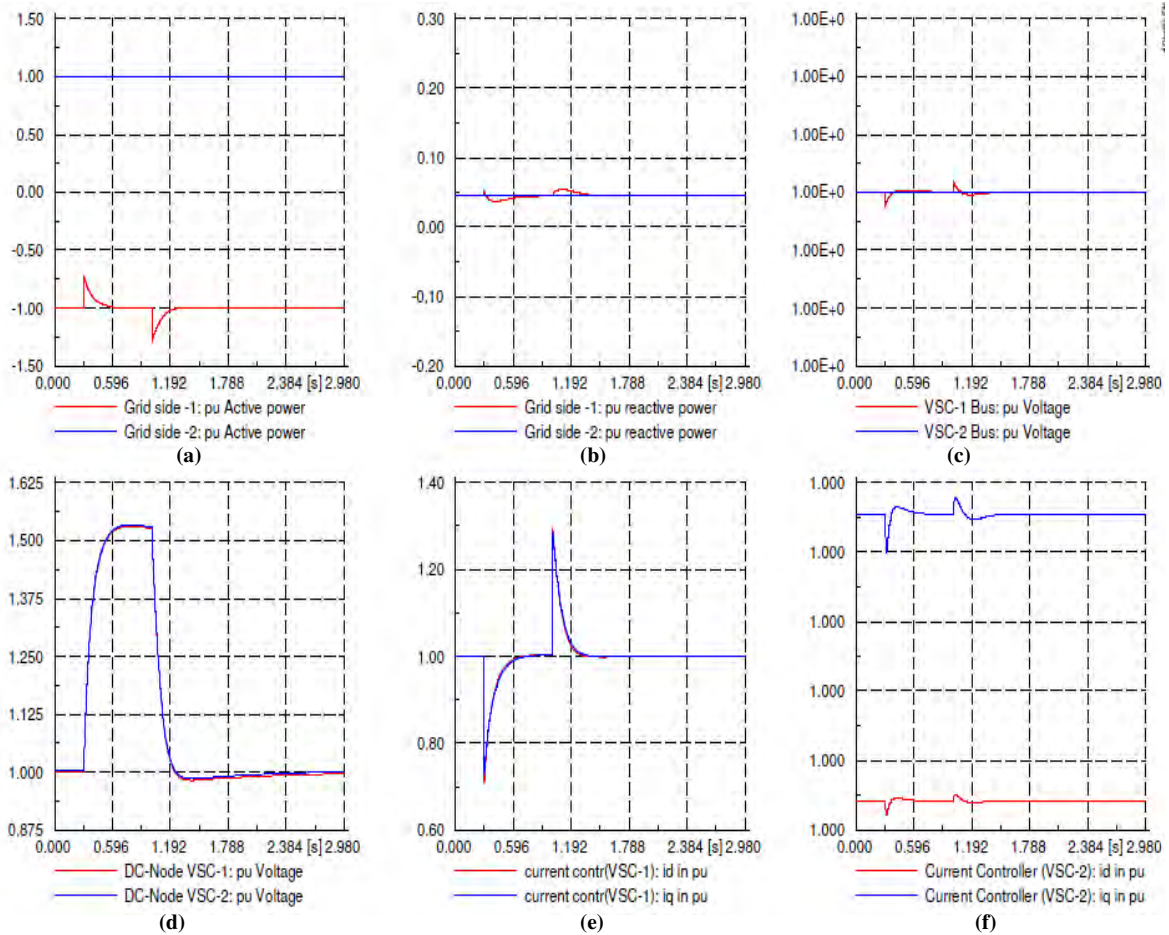 1.50
1.00
0.50
0.00
-0.50
-1.00
-1.50
0.000 0.596 1.192 1.788 2.384 [s] 2.980
Grid side -1: pu Active power
Grid side -2: pu Active power
(a)
0.30
0.20
0.10
0.00
-0.10
-0.20
0.000 0.596 1.192 1.788 2.384 [s] 2.980
Grid side -1: pu reactive power
Grid side -2: pu reactive power
(b)
1.00E+0
1.00E+0
1.00E+0
1.00E+0
1.00E+0
1.00E+0
1.00E+0
0.000 0.596 1.192 1.788 2.384 [s] 2.980
VSC-1 Bus: pu Voltage
VSC-2 Bus: pu Voltage
(c)
1.625
1.500
1.375
1.250
1.125
1.000
0.875
0.000 0.596 1.192 1.788 2.384 [s] 2.980
DC-Node VSC-1: pu Voltage
DC-Node VSC-2: pu Voltage
(d)
1.40
1.20
1.00
0.80
0.60
0.000 0.596 1.192 1.788 2.384 [s] 2.980
current contr(VSC-1): id in pu
current contr(VSC-1): iq in pu
(e)
1.000
1.000
1.000
1.000
1.000
1.000
0.000 0.596 1.192 1.788 2.384 [s] 2.980
Current Controller (VSC-2): id in pu
Current Controller (VSC-2): iq in pu
(f)